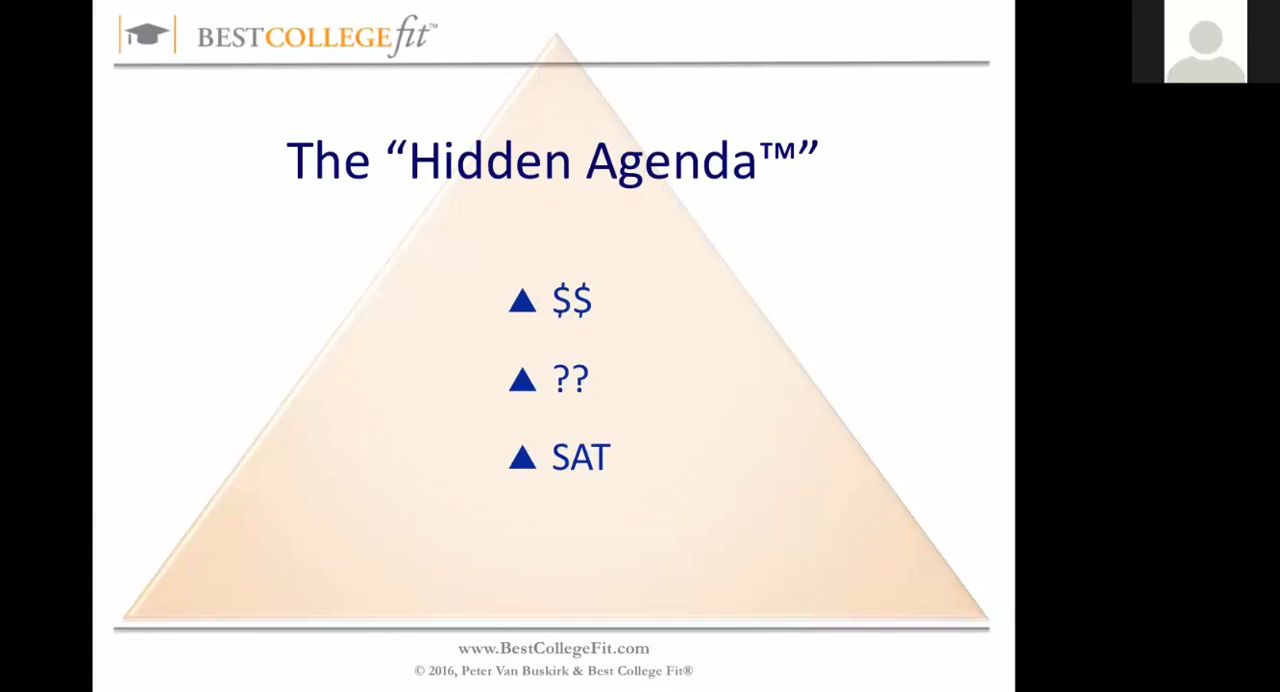 BESTCOLLEGEfit™
The “Hidden Agenda™”
$$
??
SAT
www.BestCollegeFit.com
© 2016, Peter Van Buskirk & Best College Fit®